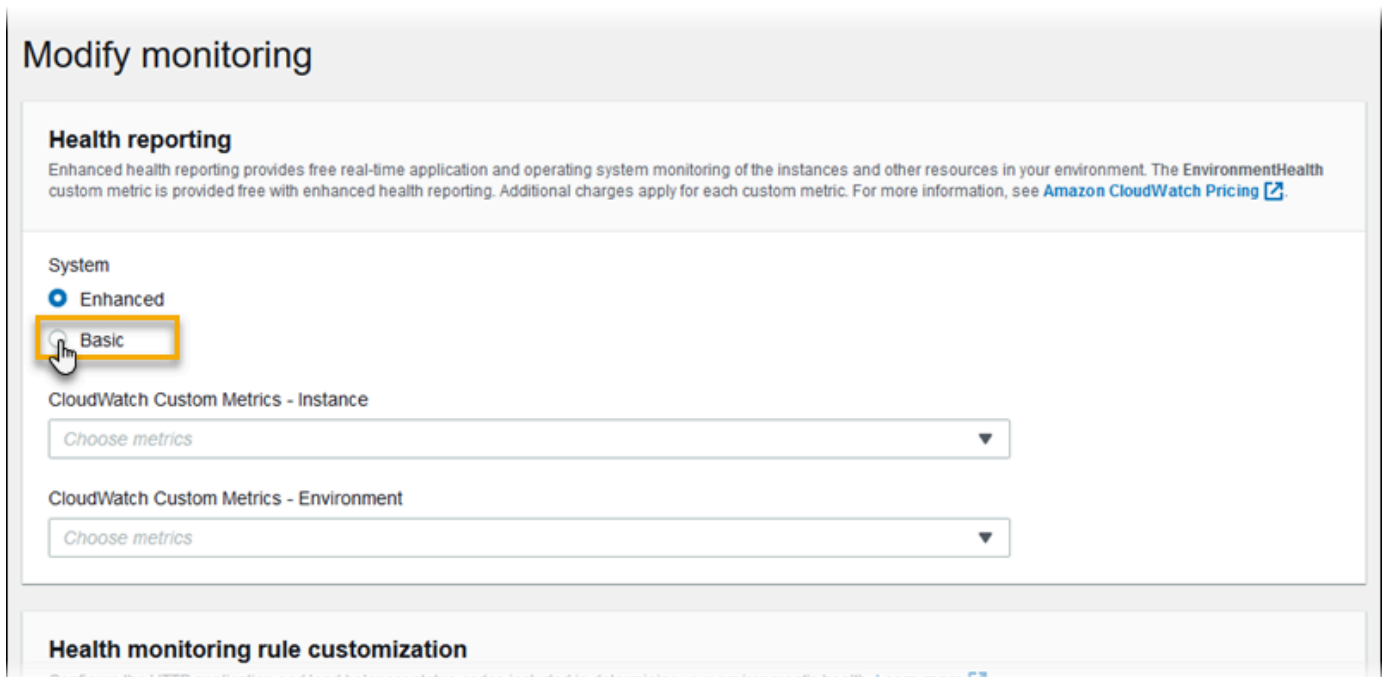 Modify monitoring
Health reporting
Enhanced health reporting provides free real-time application and operating system monitoring of the instances and other resources in your environment. The EnvironmentHealth
custom metric is provided free with enhanced health reporting. Additional charges apply for each custom metric. For more information, see Amazon CloudWatch Pricing.
System
Enhanced
Basic
CloudWatch Custom Metrics - Instance
Choose metrics
CloudWatch Custom Metrics - Environment
Choose metrics
Health monitoring rule customization